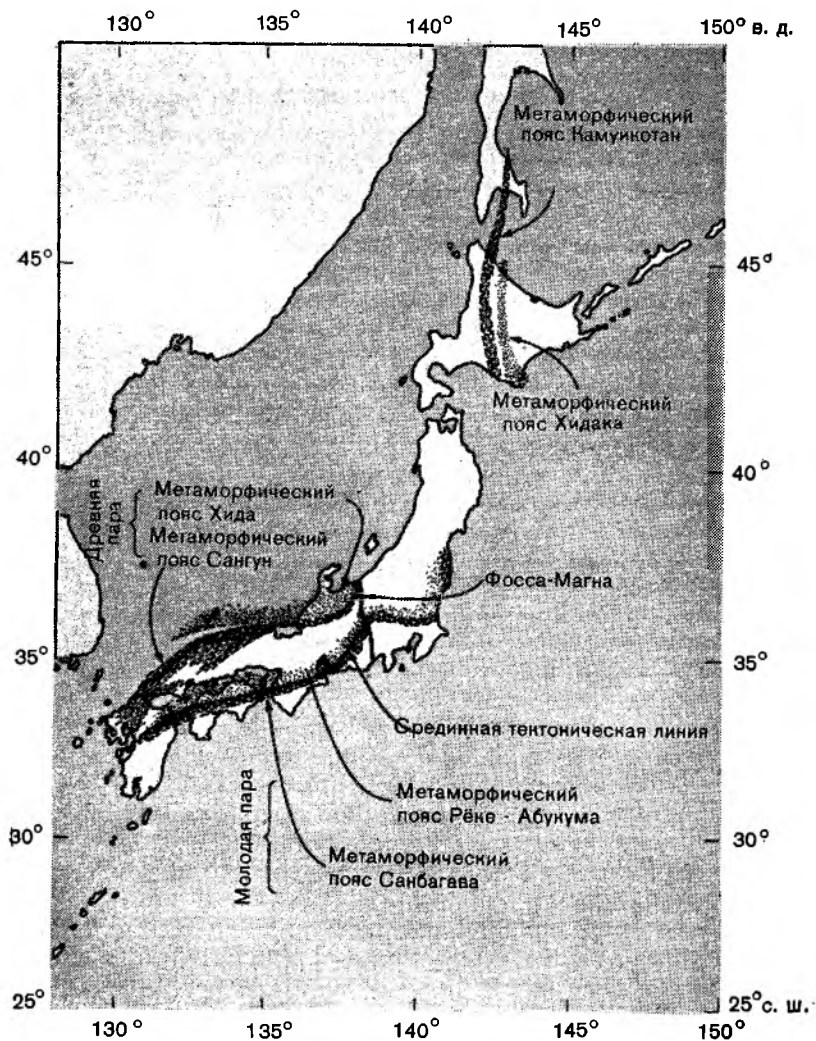 130° 135° 140° 145° 150° в. д.
Метаморфический
пояс Камуикотан
45° 45°
Метаморфический
пояс Хидака
40° 40°
Древняя
пара
Метаморфический
пояс Хида
Метаморфический
пояс Сангун
Фосса-Магна
35° 35°
Срединная тектоническая линия
Метаморфический
пояс Рёке - Абукума
Молодая пара
30° 30°
Метаморфический
пояс Санбагава
25° 25° с. ш.
130° 135° 140° 145° 150°